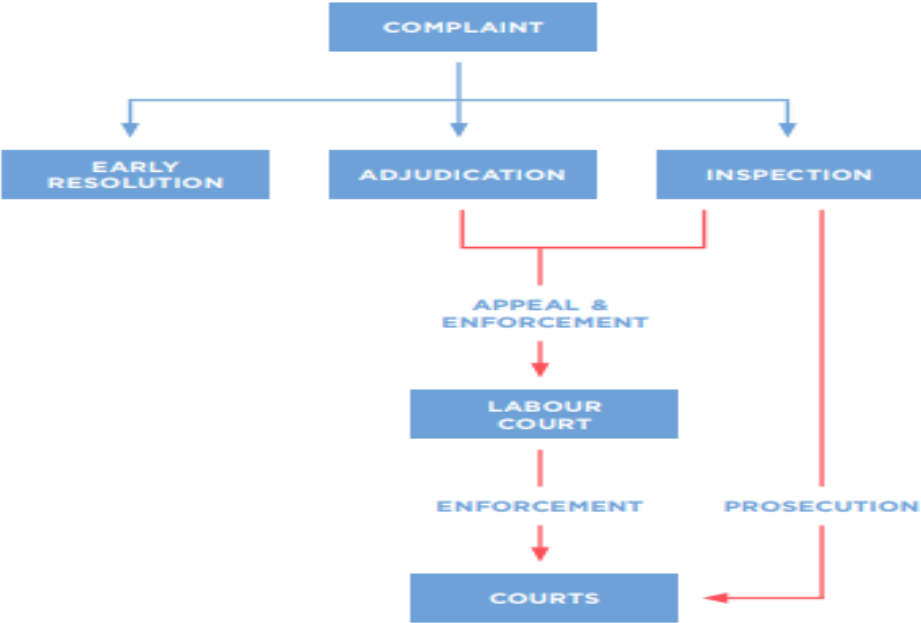 COMPLAINT
EARLY
RESOLUTION
ADJUDICATION
INSPECTION
APPEAL &
ENFORCEMENT
LABOUR
COURT
ENFORCEMENT
PROSECUTION
COURTS